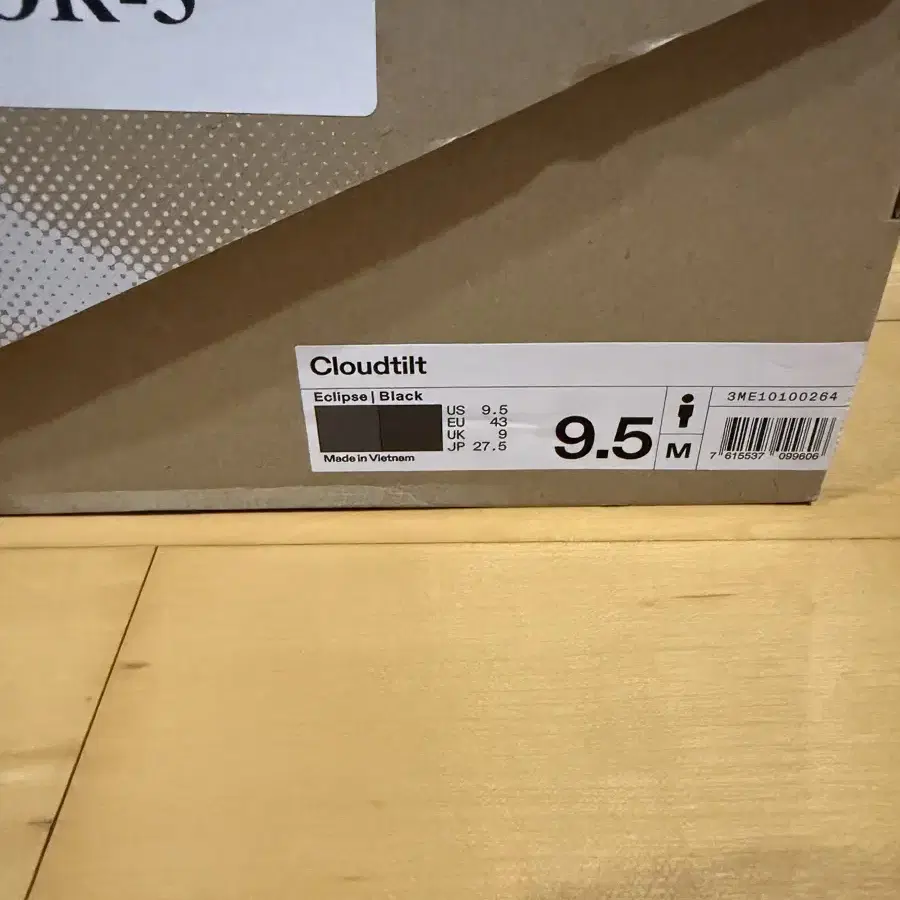 Cloudtilt
Eclipse | Black
US 9.5
EU 43
UK 9
JP 27.5
Made in Vietnam
9.5
M
3ME10100264
7 615537 099606